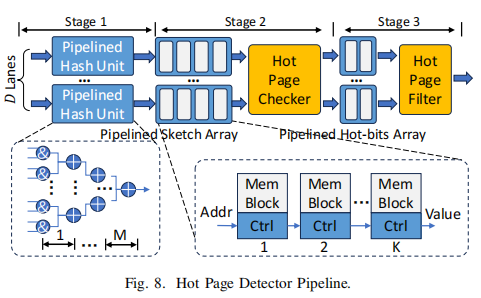 Stage 1
Stage 2
Stage 3
D Lanes
Pipelined
Hash Unit
...
Pipelined
Hash Unit
...
Hot
Page
Checker
...
Hot
Page
Filter
Pipelined Sketch Array
Pipelined Hot-bits Array
&
&
&
&
+
+
+
+
+
...
1
...
M
Addr
Mem
Block
Ctrl
1
Mem
Block
Ctrl
2
...
Mem
Block
Ctrl
K
Value
Fig. 8. Hot Page Detector Pipeline.